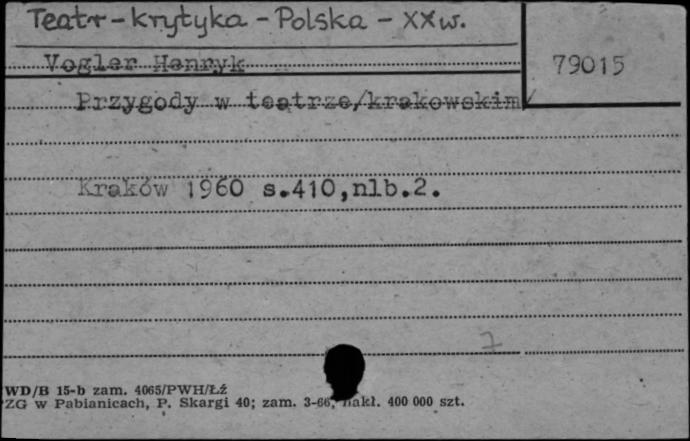 Teatr - krytyka - Polska - XX w.
Vogler Henryk
79015
Przygody w teatrze/krakowskim/
Kraków 1960 s.410,nlb.2.
7
WD/B 15-b zam. 4065/PWH/Łż
ZG w Pabianicach, P. Skargi 40; zam. 3-66, nakł. 400 000 szt.